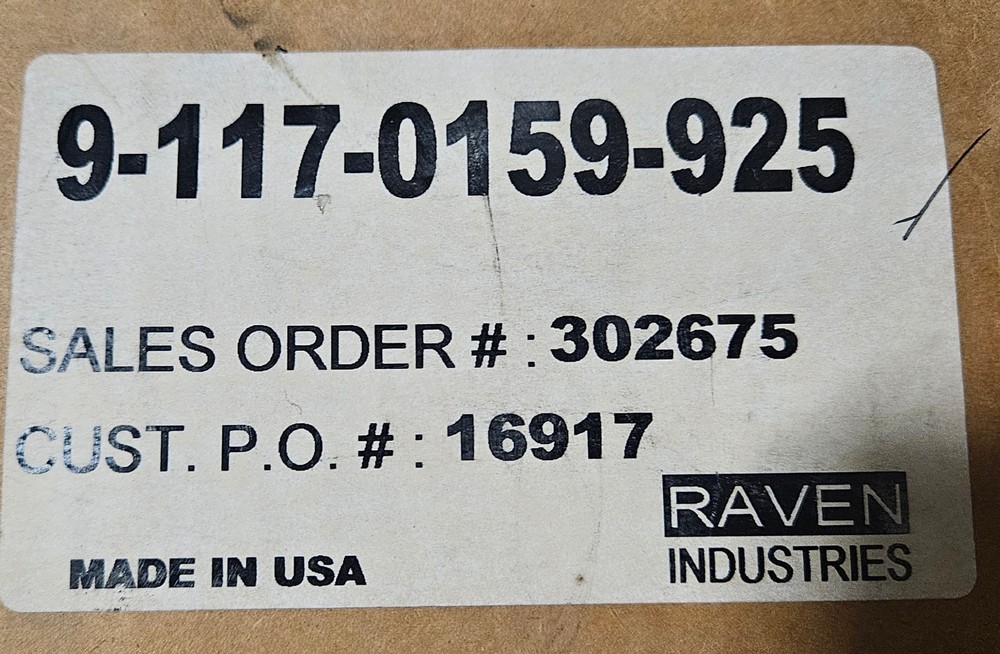 9-117-0159-925
SALES ORDER # : 302675
CUST. P.O. # : 16917
RAVEN
INDUSTRIES
MADE IN USA